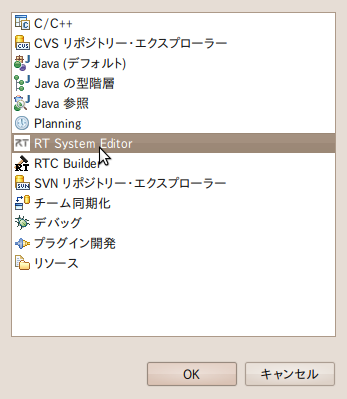 C/C++
CVS リポジトリー・エクスプローラー
Java (デフォルト)
Java の型階層
Java 参照
Planning
RT System Editor
RTC Builder
SVN リポジトリー・エクスプローラー
チーム同期化
デバッグ
プラグイン開発
リソース
OK
キャンセル